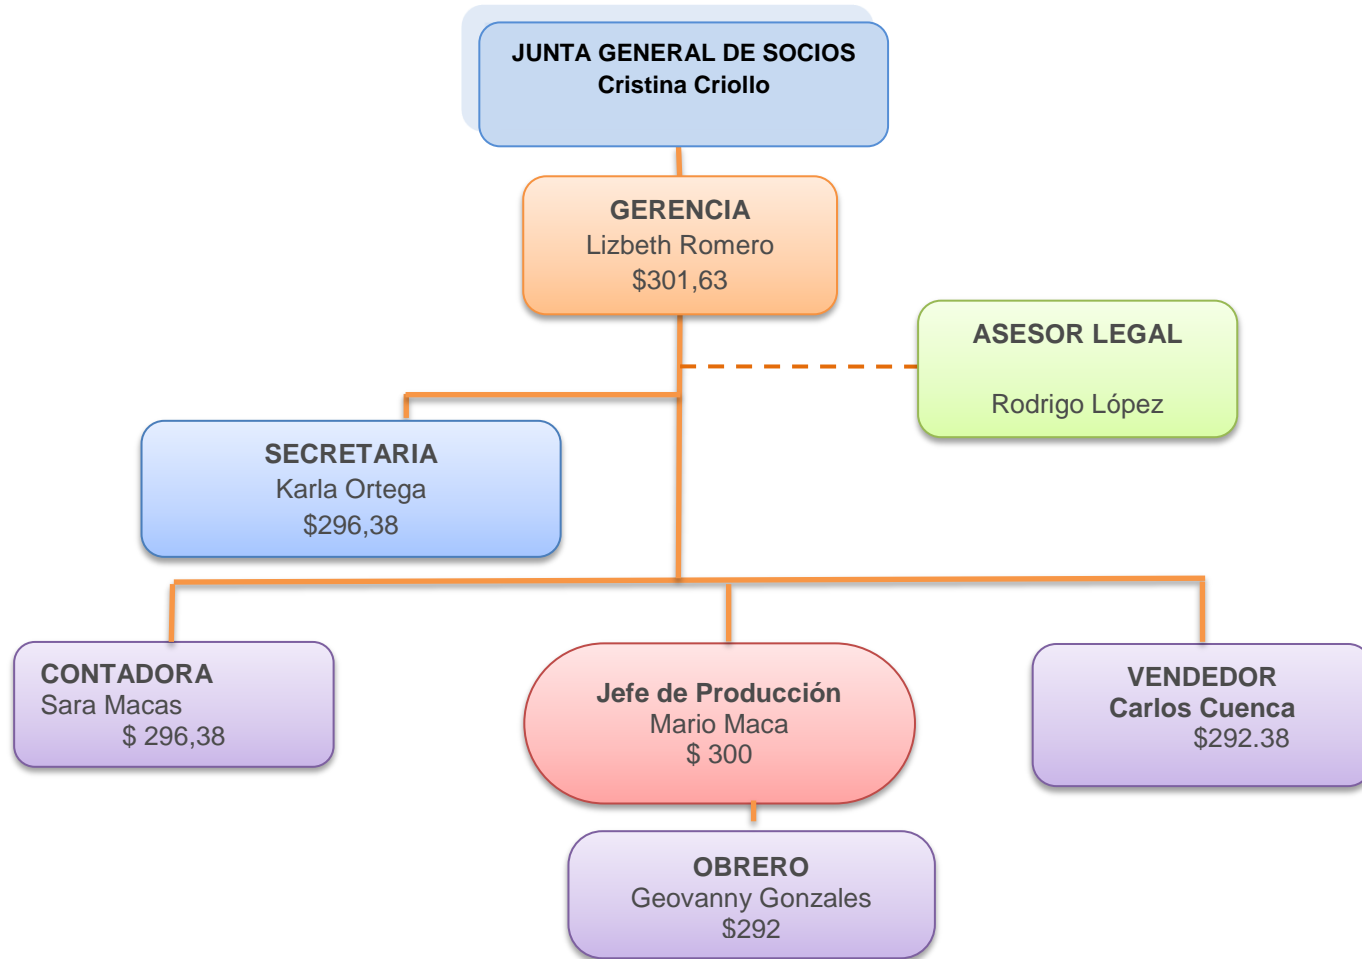 JUNTA GENERAL DE SOCIOS
Cristina Criollo
GERENCIA
Lizbeth Romero
$301,63
ASESOR LEGAL
Rodrigo López
SECRETARIA
Karla Ortega
$296,38
CONTADORA
Sara Macas
$ 296,38
Jefe de Producción
Mario Maca
$ 300
VENDEDOR
Carlos Cuenca
$292.38
OBRERO
Geovanny Gonzales
$292